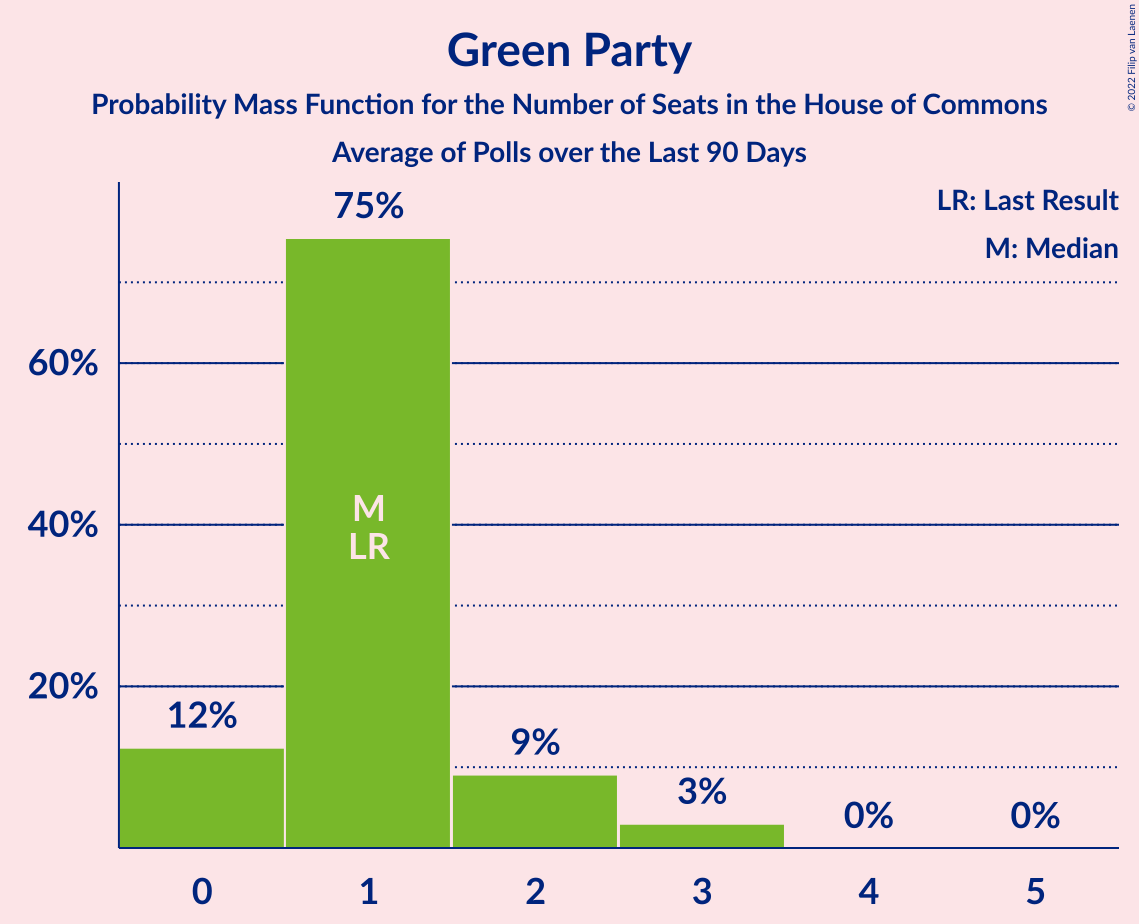 Green Party
Probability Mass Function for the Number of Seats in the House of Commons
Average of Polls over the Last 90 Days
© 2022 Filip van Laenen
LR: Last Result
M: Median
75%
60%
40%
20%
M
LR
12%
9%
3%
0%
0%
0 1 2 3 4 5